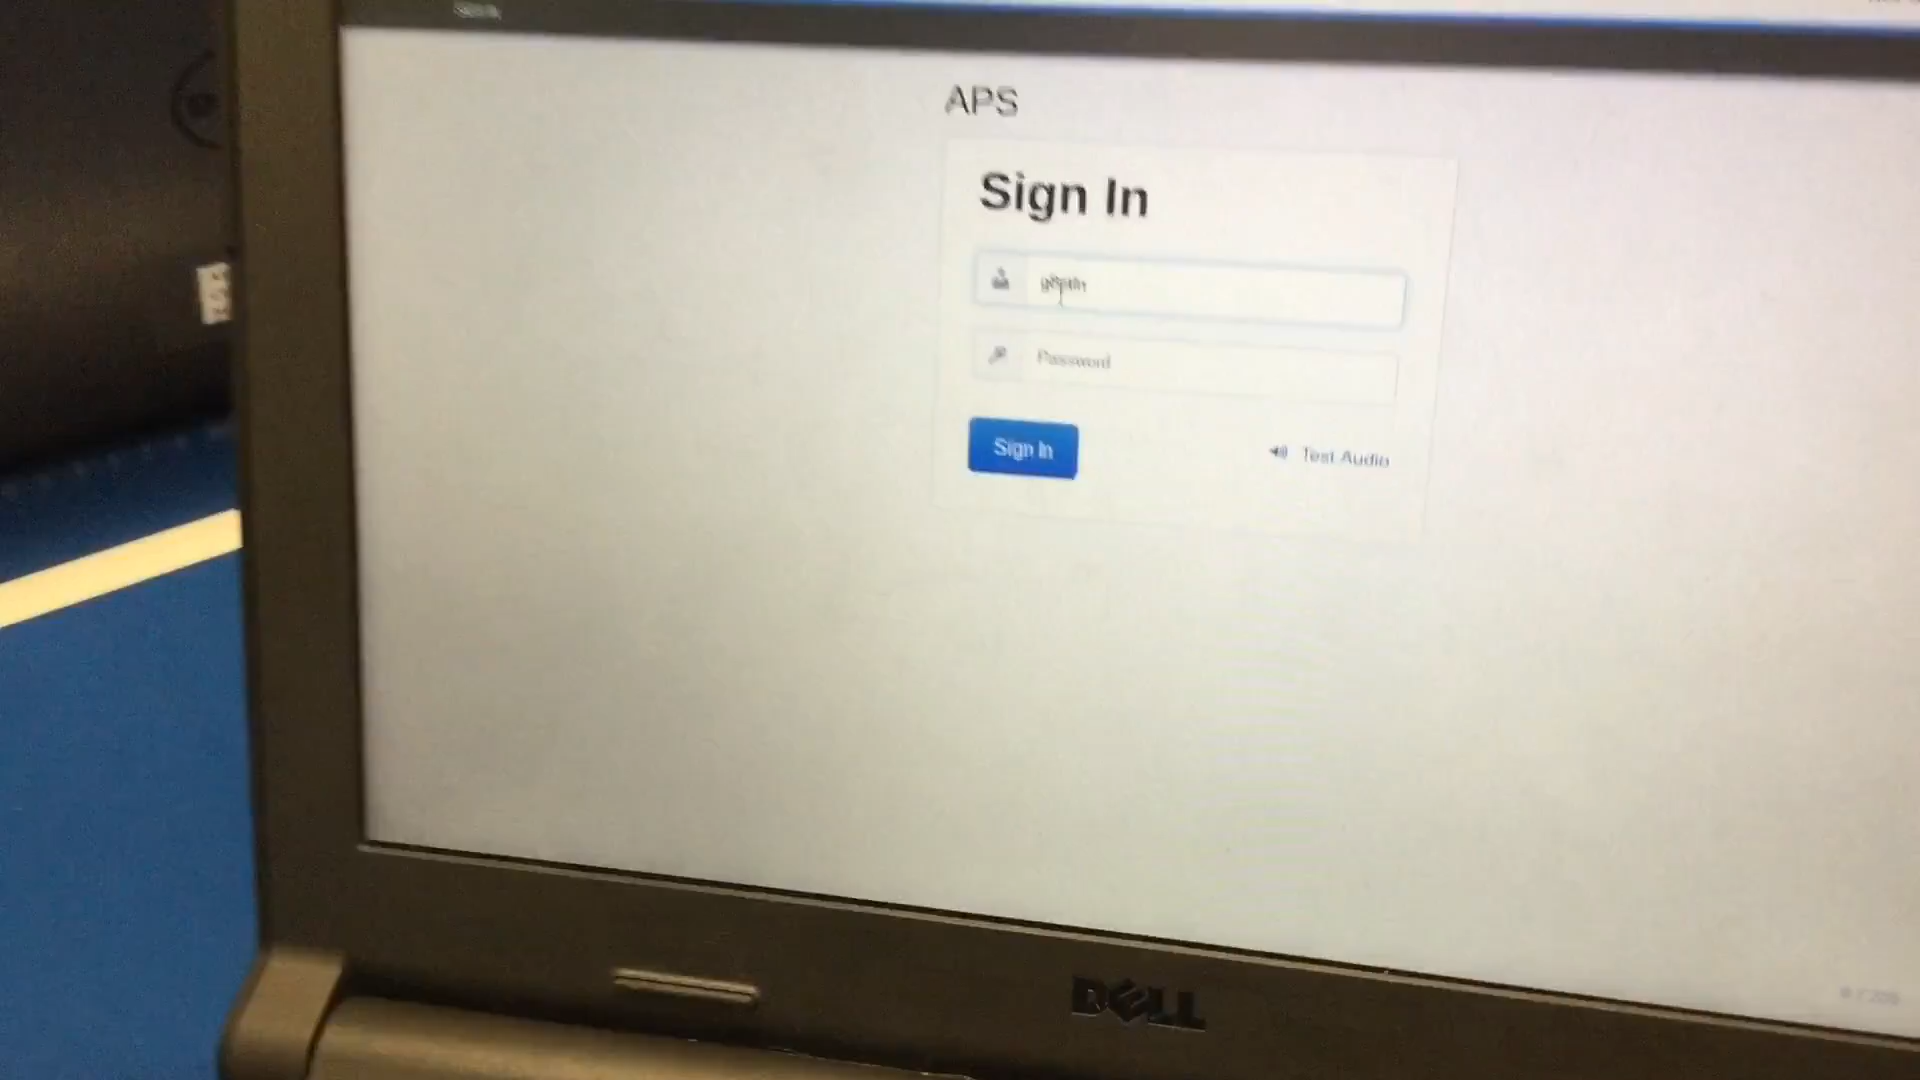 APS
Sign In
Password
Sign In
Test Audio
DELL